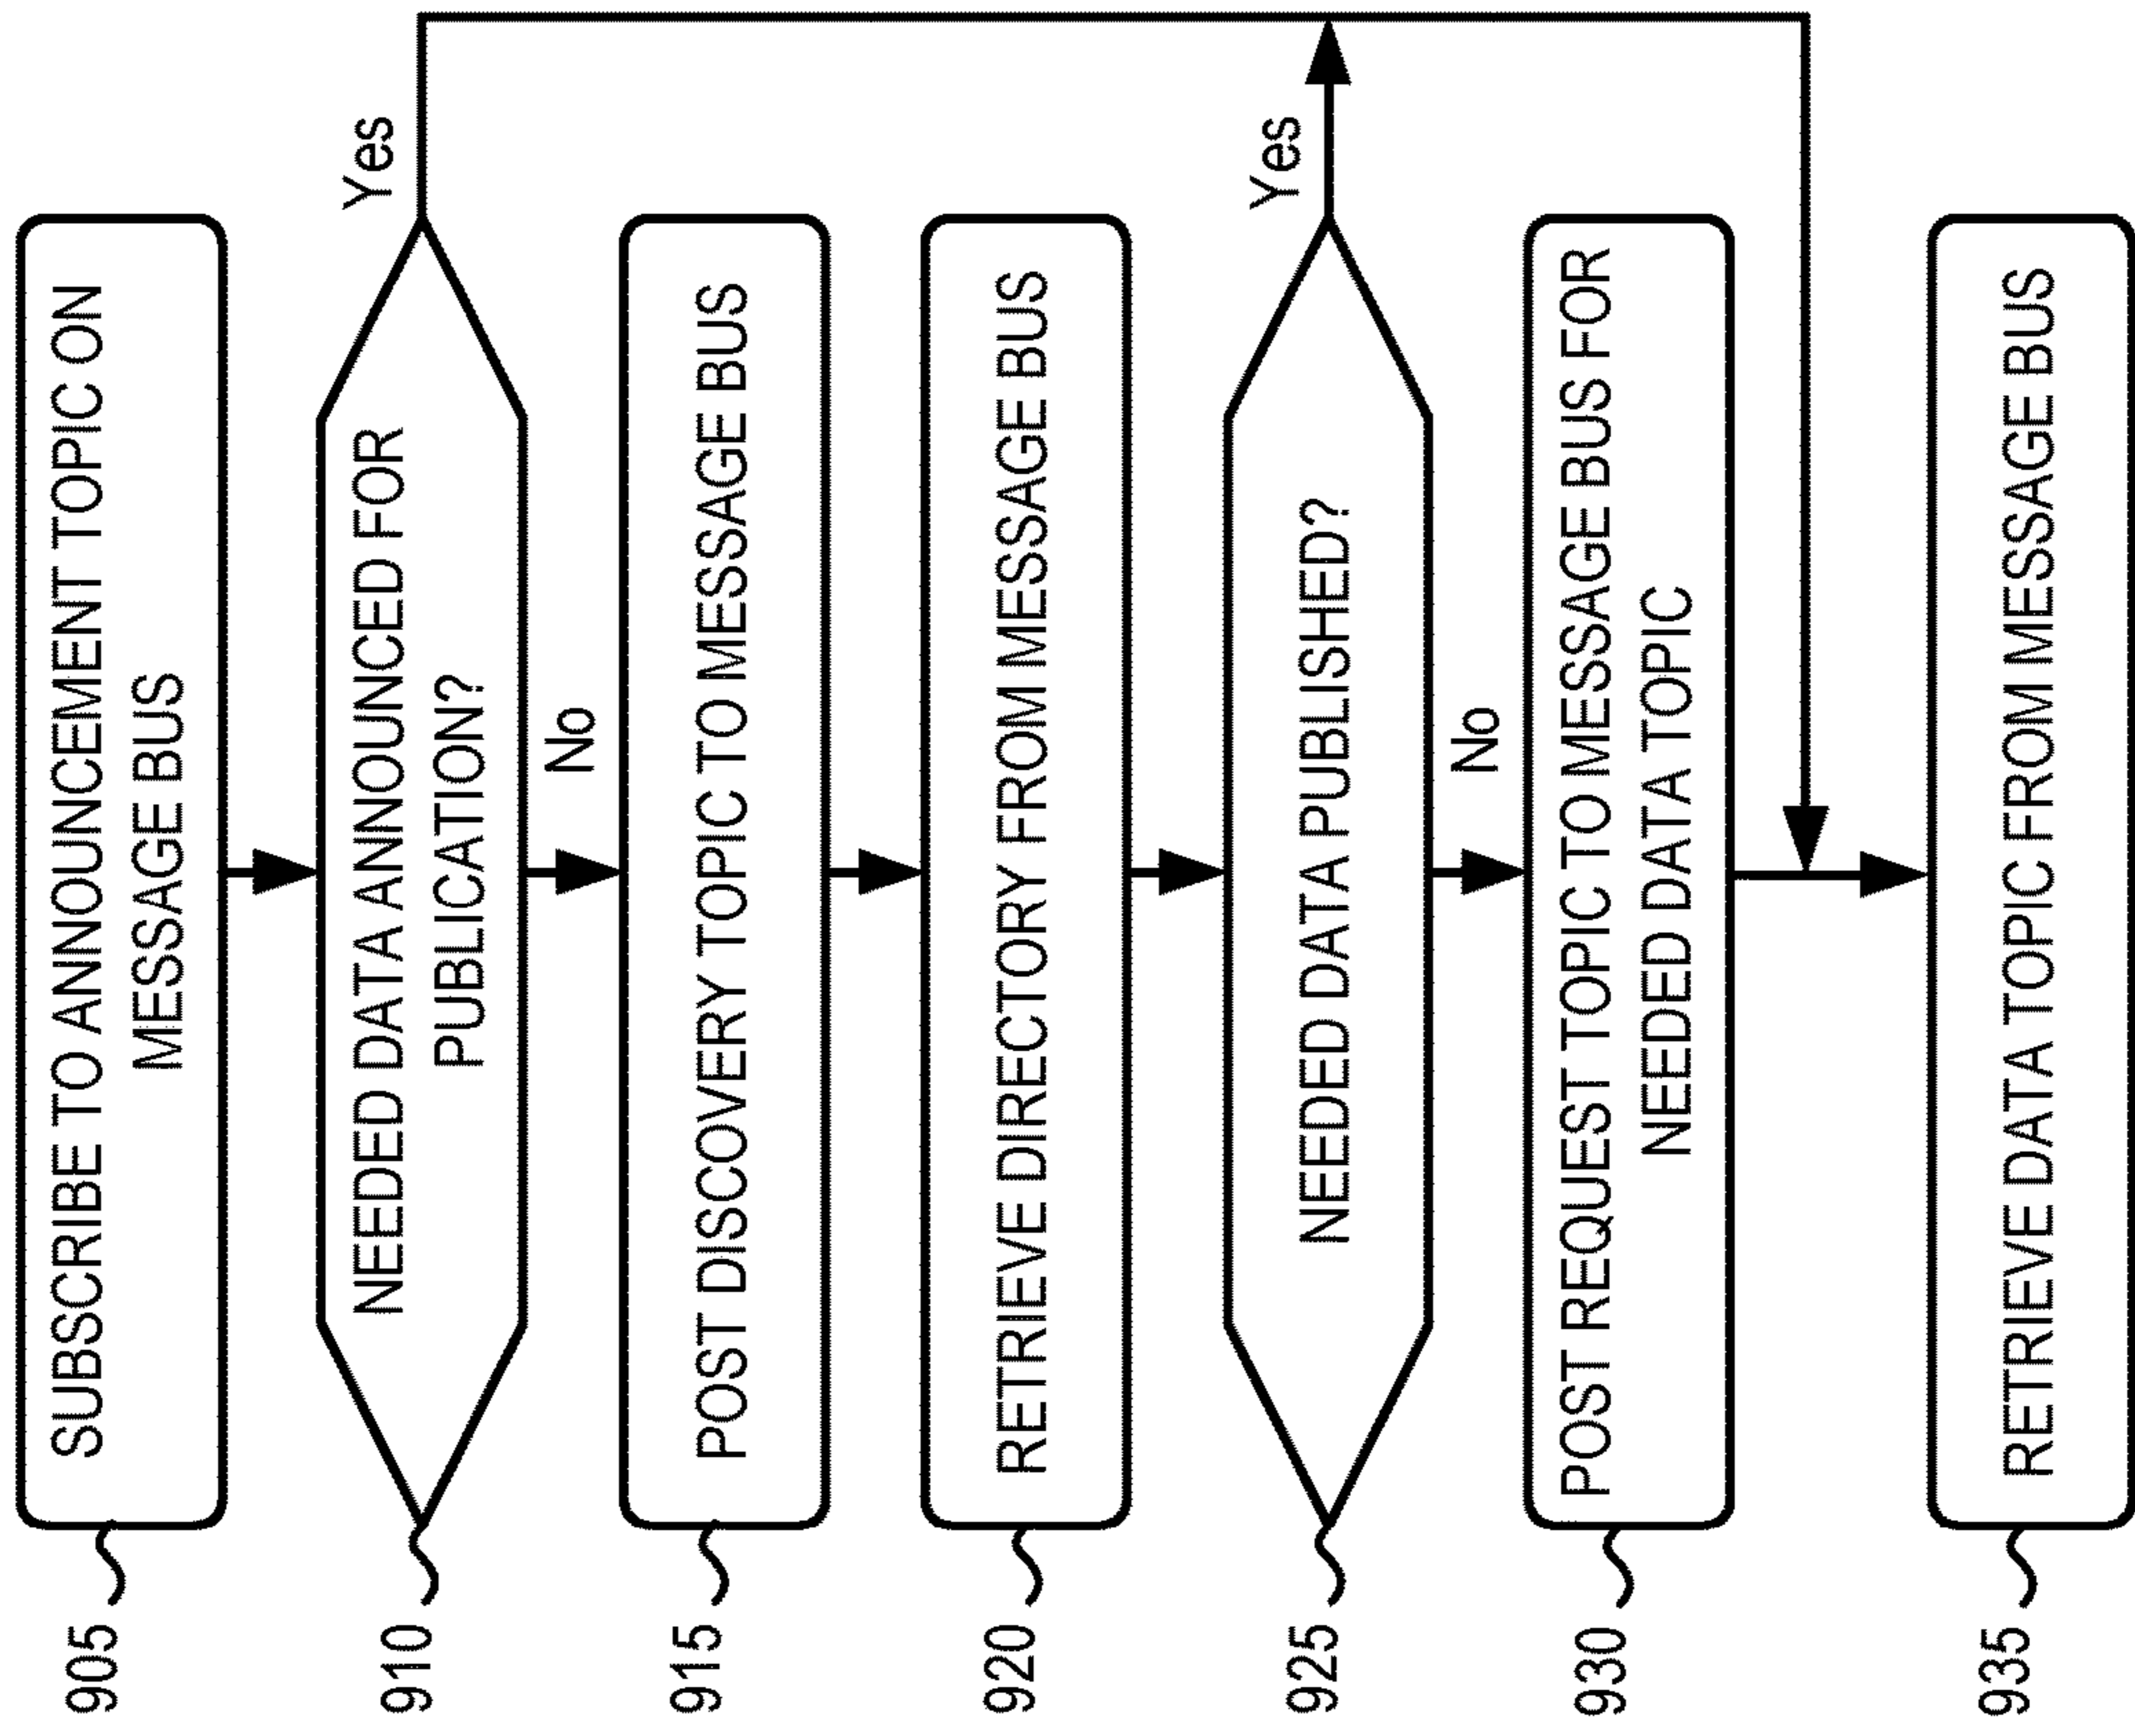 905
SUBSCRIBE TO ANNOUNCEMENT TOPIC ON
MESSAGE BUS
910
NEEDED DATA ANNOUNCED FOR
PUBLICATION?
Yes
No
915
POST DISCOVERY TOPIC TO MESSAGE BUS
920
RETRIEVE DIRECTORY FROM MESSAGE BUS
925
NEEDED DATA PUBLISHED?
Yes
No
930
POST REQUEST TOPIC TO MESSAGE BUS FOR
NEEDED DATA TOPIC
935
RETRIEVE DATA TOPIC FROM MESSAGE BUS